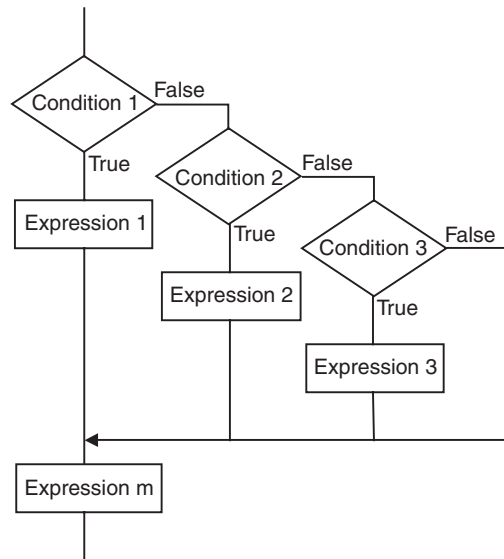 Condition 1
False
True
Condition 2
False
True
Expression 1
Condition 3
False
True
Expression 2
Expression 3
Expression m